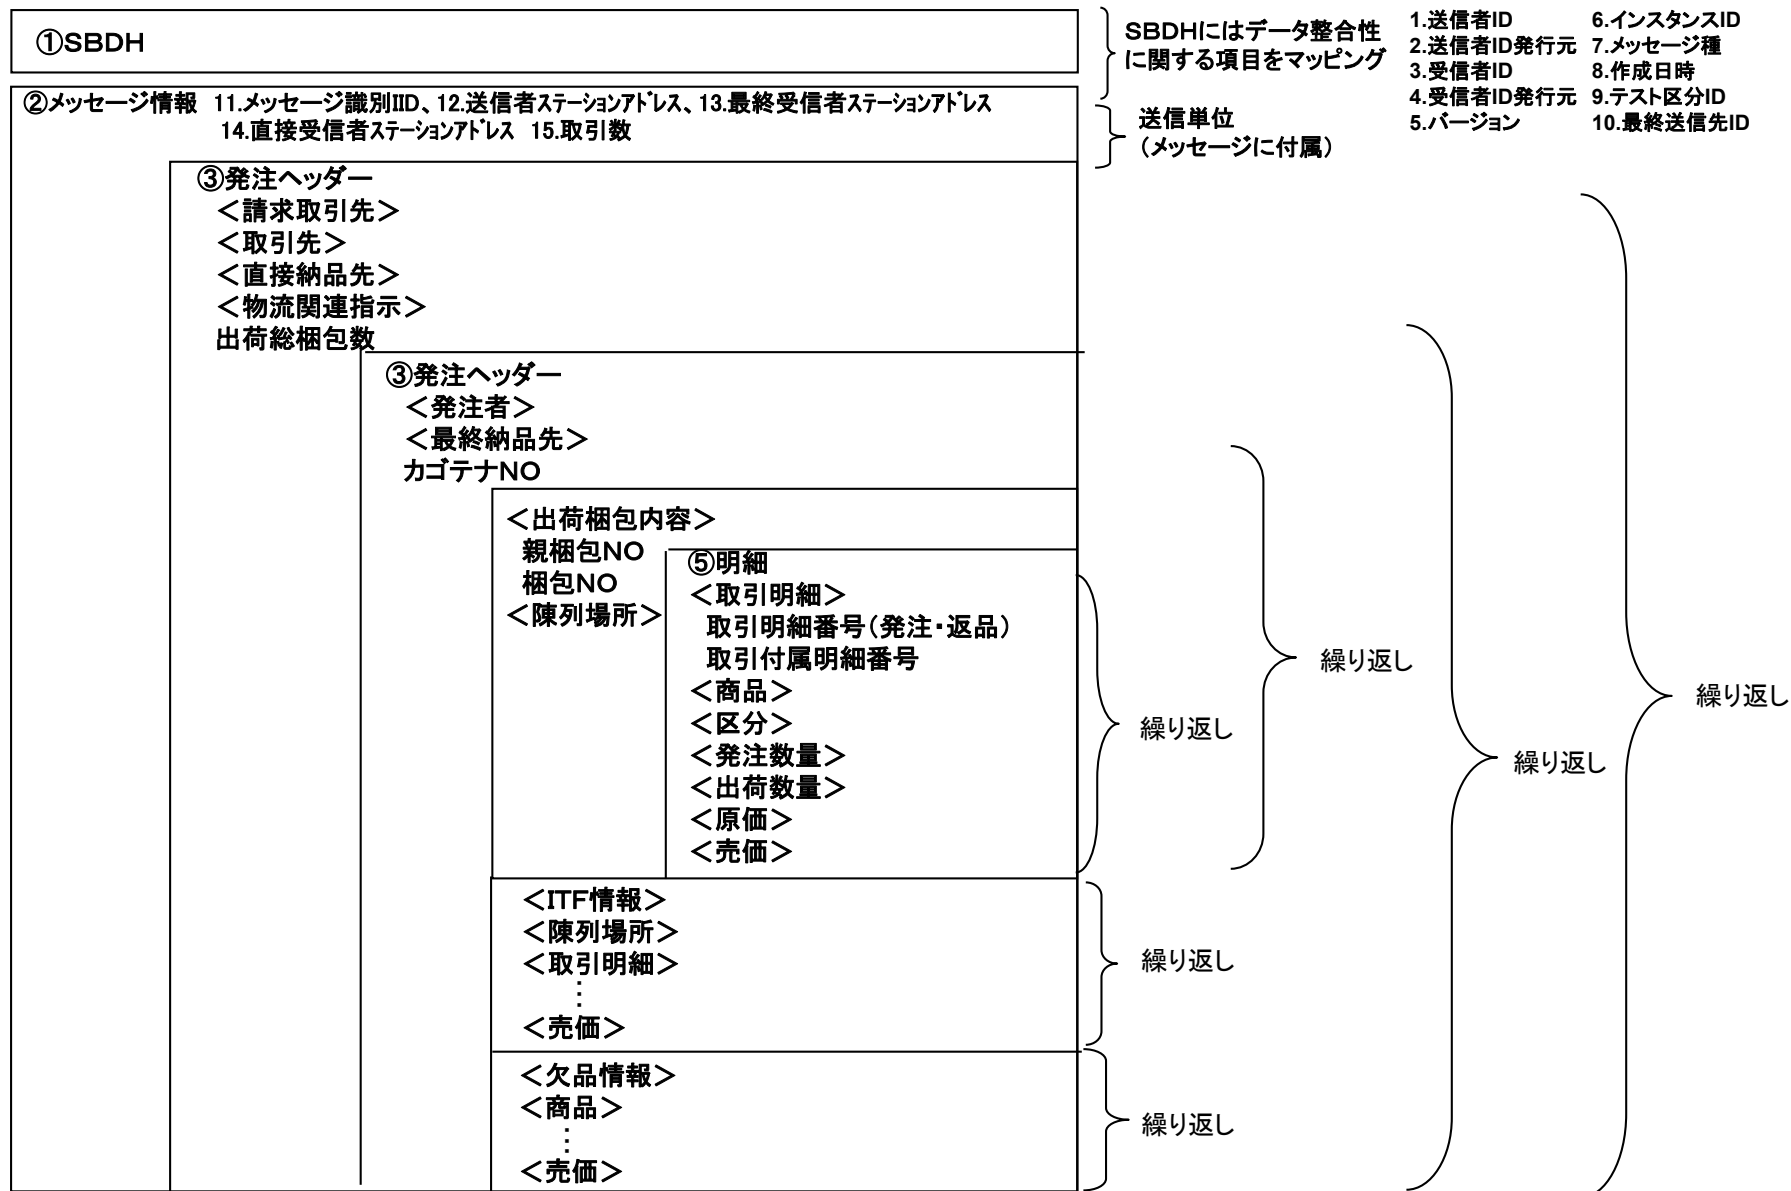 ①SBDH
SBDHにはデータ整合性
に関する項目をマッピング
1.送信者ID 6.インスタンスID
2.送信者ID発行元 7.メッセージ種
3.受信者ID 8.作成日時
4.受信者ID発行元 9.テスト区分ID
5.バージョン 10.最終送信先ID
②メッセージ情報 11.メッセージ識別IID、12.送信者ステーションアドレス、13.最終受信者ステーションアドレス
14.直接受信者ステーションアドレス 15.取引数
送信単位
（メッセージに付属）
③発注ヘッダー
＜請求取引先＞
＜取引先＞
＜直接納品先＞
＜物流関連指示＞
出荷総梱包数
③発注ヘッダー
＜発注者＞
＜最終納品先＞
カゴテナNO
＜出荷梱包内容＞
親梱包NO
梱包NO
＜陳列場所＞
⑤明細
＜取引明細＞
取引明細番号（発注・返品）
取引付属明細番号
＜商品＞
＜区分＞
＜発注数量＞
＜出荷数量＞
＜原価＞
＜売価＞
繰り返し
繰り返し
繰り返し
繰り返し
＜ITF情報＞
＜陳列場所＞
＜取引明細＞
⋮
＜売価＞
繰り返し
＜欠品情報＞
＜商品＞
⋮
＜売価＞
繰り返し